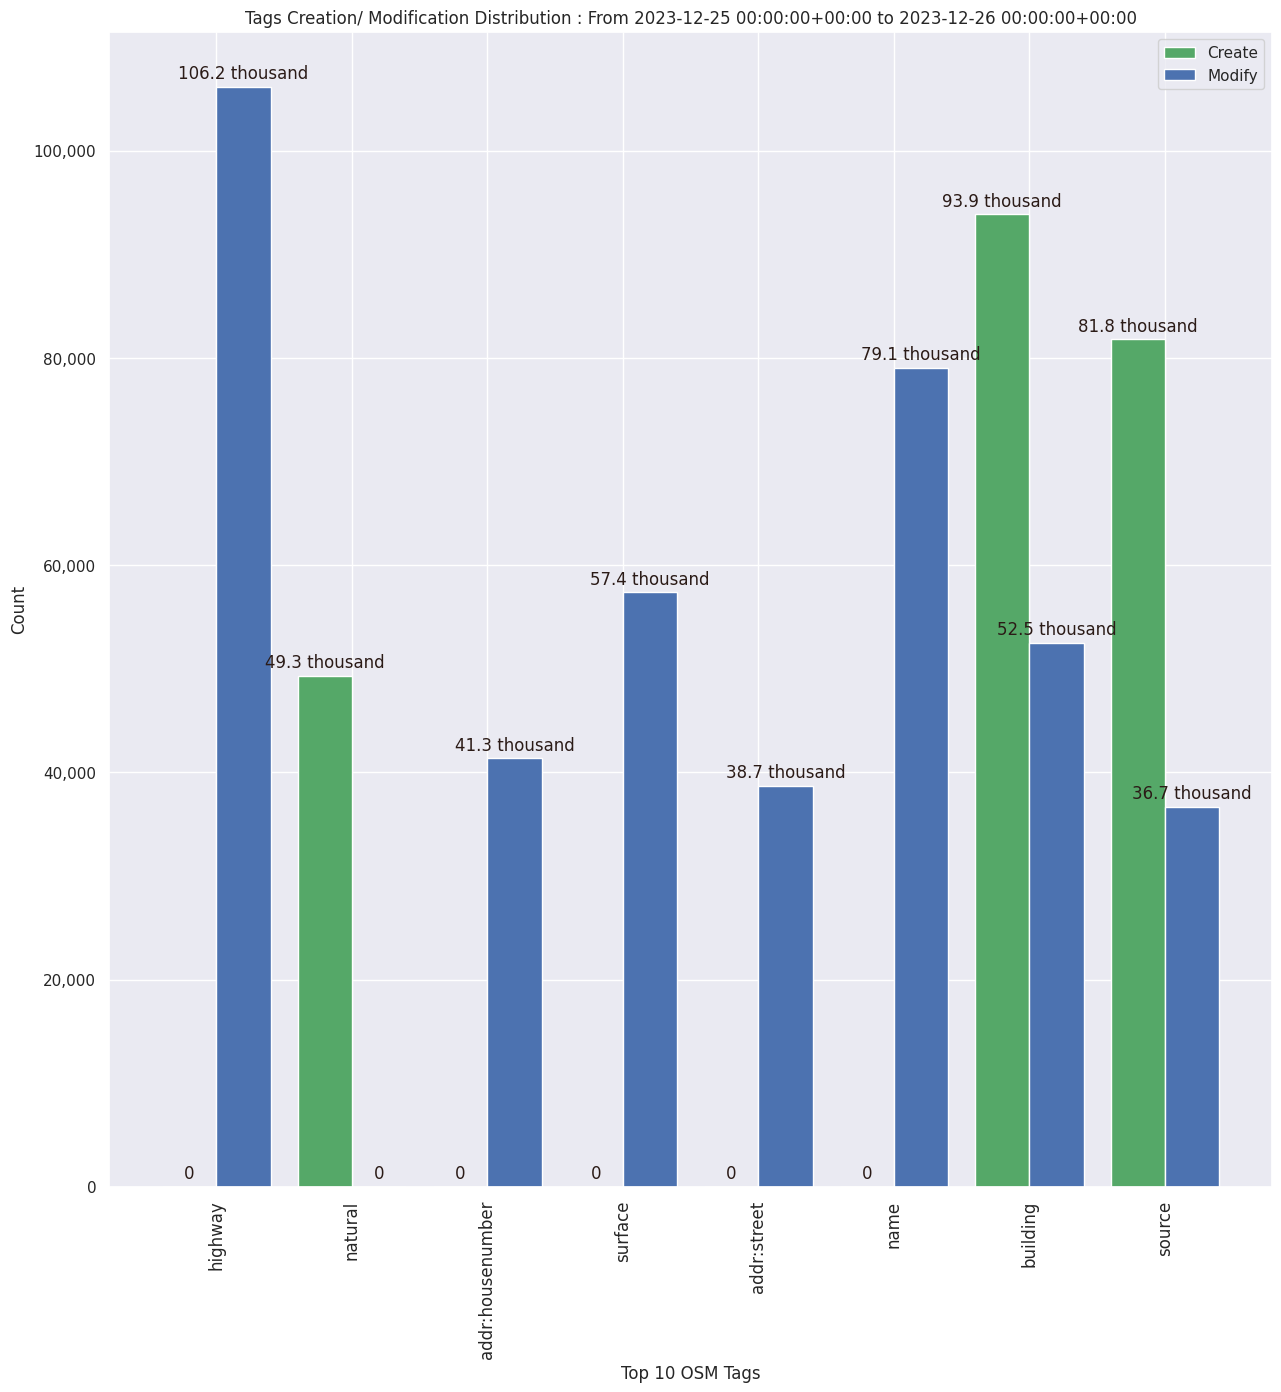 Tags Creation/ Modification Distribution : From 2023-12-25 00:00:00+00:00 to 2023-12-26 00:00:00+00:00
Create
Modify
106.2 thousand
93.9 thousand
81.8 thousand
79.1 thousand
57.4 thousand
52.5 thousand
49.3 thousand
41.3 thousand
38.7 thousand
36.7 thousand
0
0
0
0
0
0
100,000
80,000
60,000
40,000
20,000
0
Count
highway
natural
addr:housenumber
surface
addr:street
name
building
source
Top 10 OSM Tags